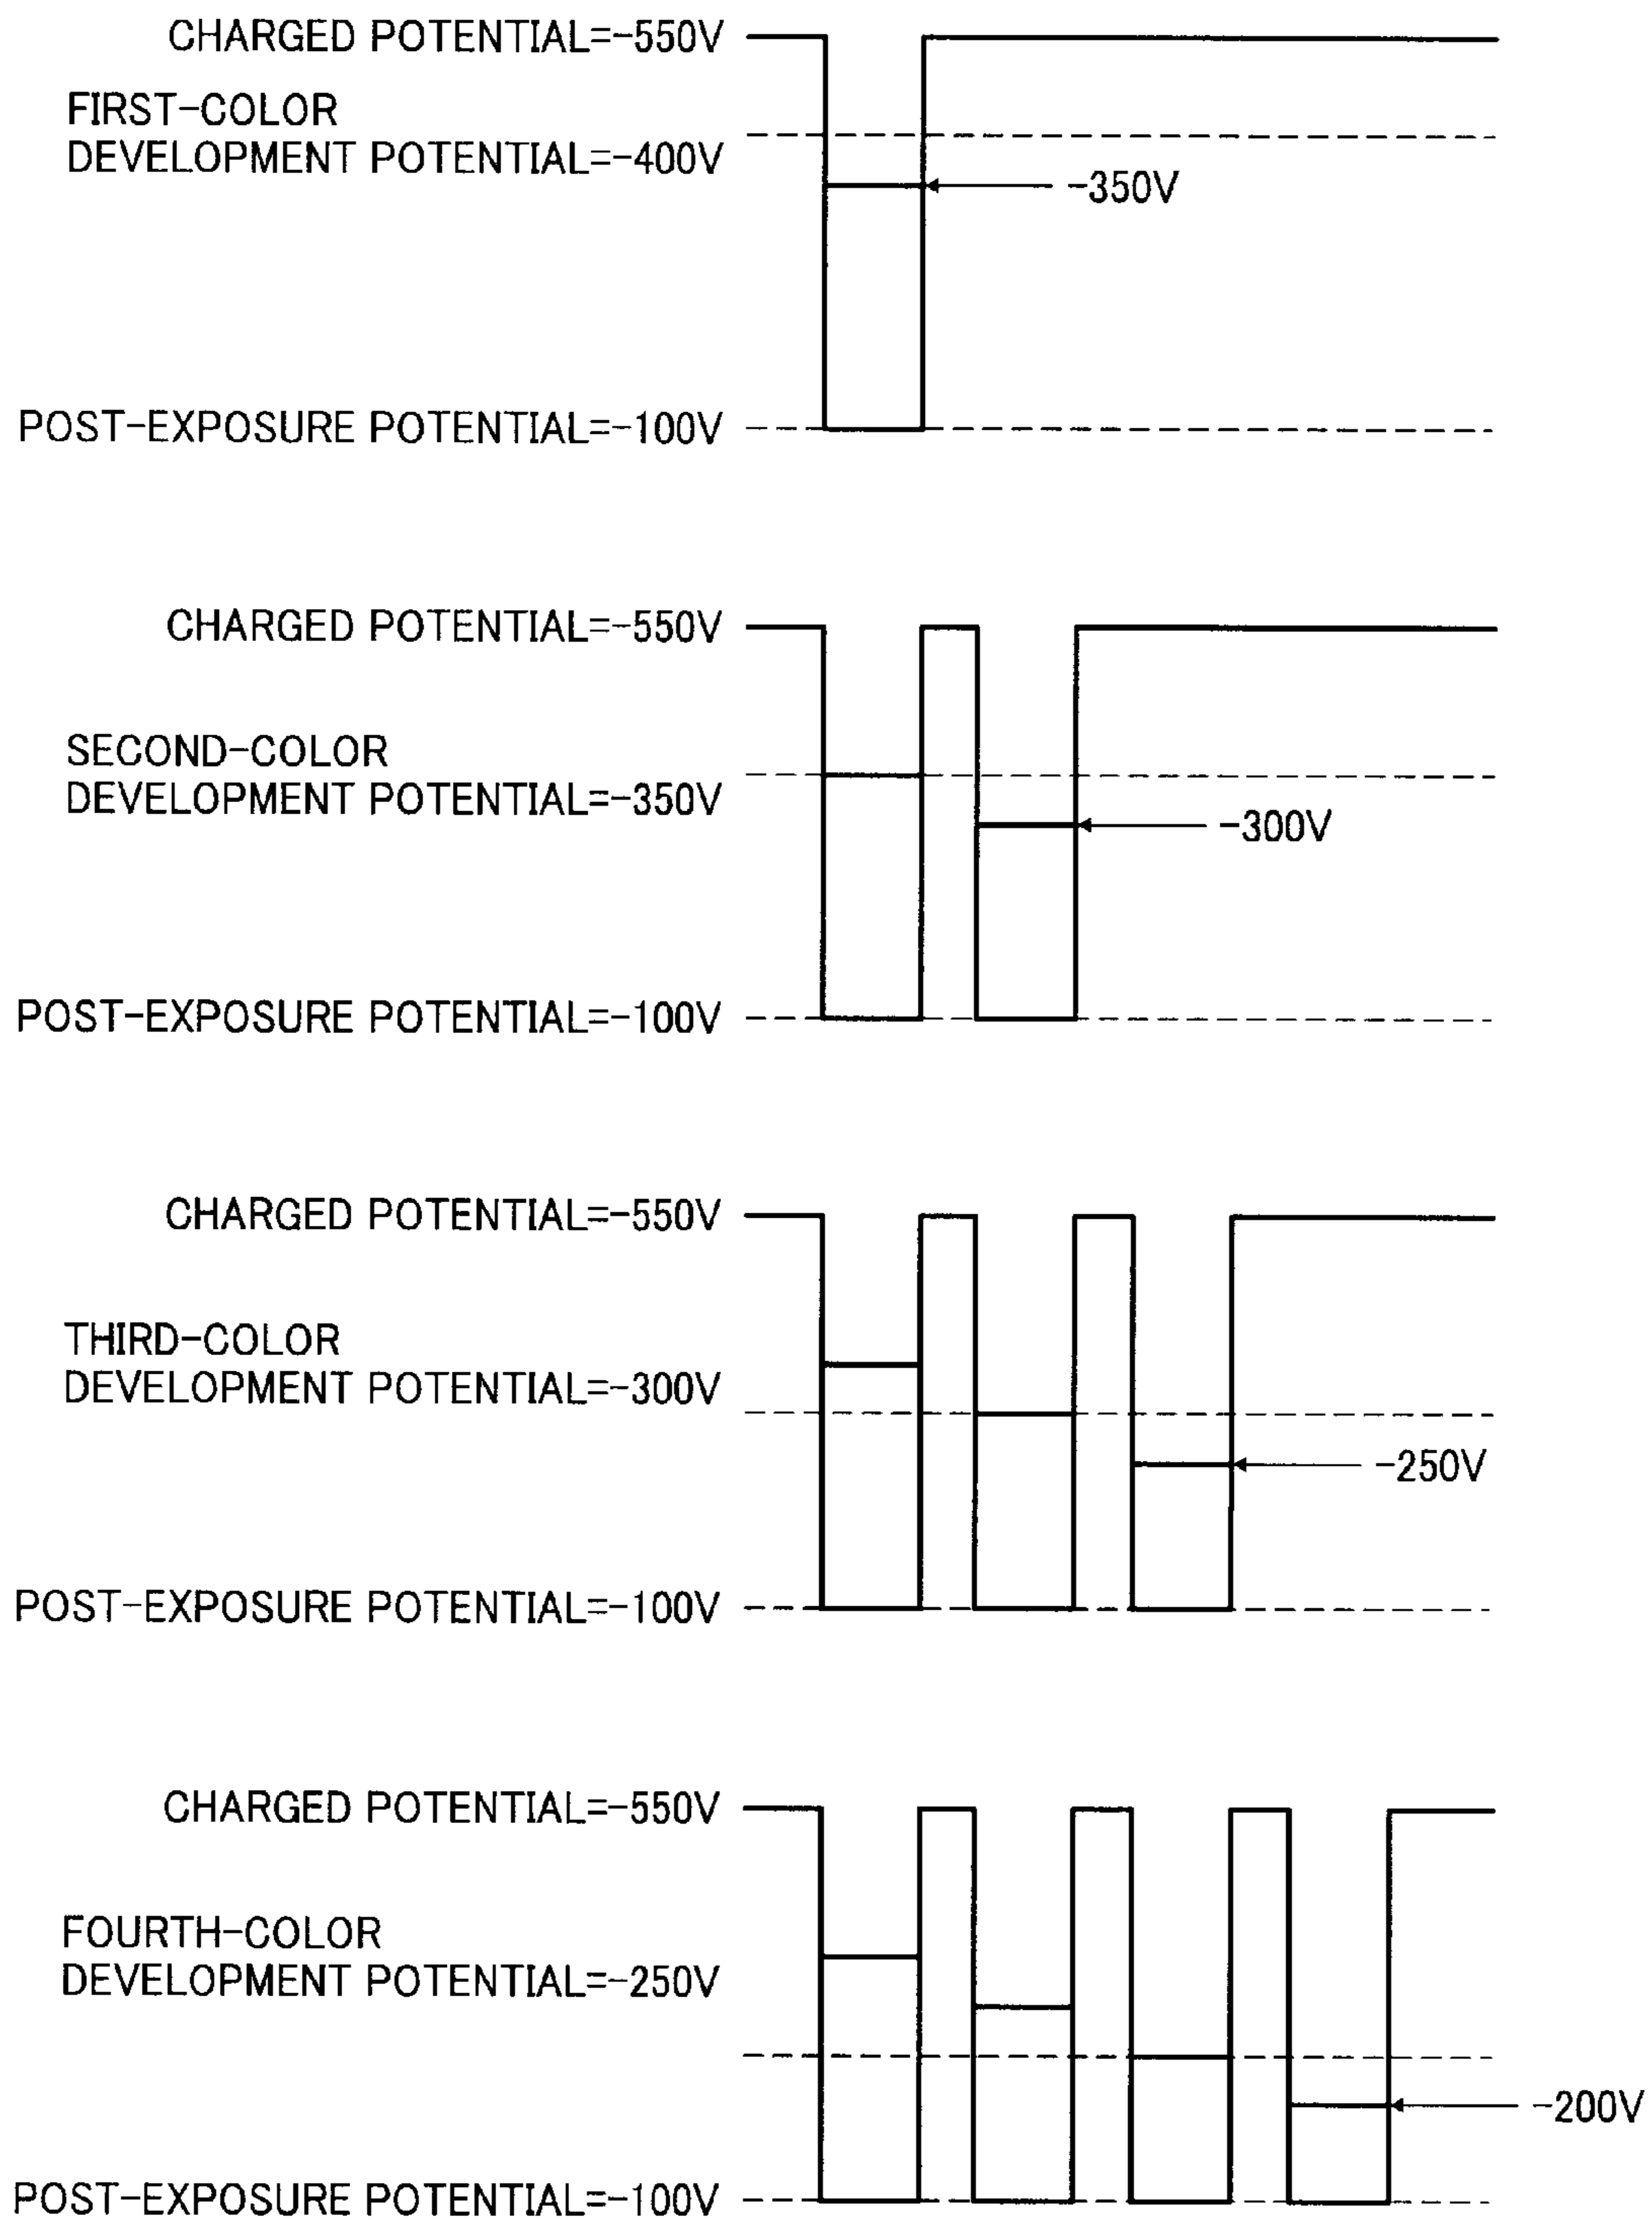 CHARGED POTENTIAL=-550V
FIRST-COLOR
DEVELOPMENT POTENTIAL=-400V
-350V
POST-EXPOSURE POTENTIAL=-100V
CHARGED POTENTIAL=-550V
SECOND-COLOR
DEVELOPMENT POTENTIAL=-350V
-300V
POST-EXPOSURE POTENTIAL=-100V
CHARGED POTENTIAL=-550V
THIRD-COLOR
DEVELOPMENT POTENTIAL=-300V
-250V
POST-EXPOSURE POTENTIAL=-100V
CHARGED POTENTIAL=-550V
FOURTH-COLOR
DEVELOPMENT POTENTIAL=-250V
-200V
POST-EXPOSURE POTENTIAL=-100V